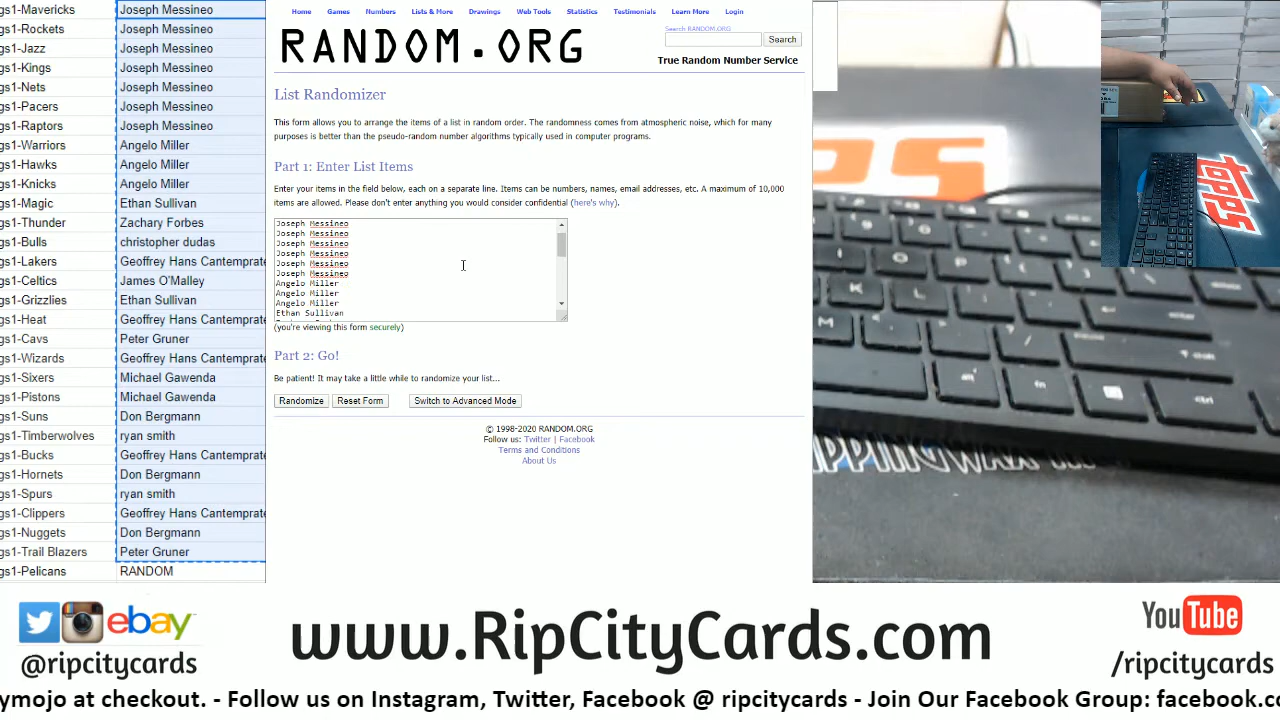 gs1-Mavericks Joseph Messineo
gs1-Rockets Joseph Messineo
gs1-Jazz Joseph Messineo
gs1-Kings Joseph Messineo
gs1-Nets Joseph Messineo
gs1-Pacers Joseph Messineo
gs1-Raptors Joseph Messineo
gs1-Warriors Angelo Miller
gs1-Hawks Angelo Miller
gs1-Knicks Angelo Miller
gs1-Magic Ethan Sullivan
gs1-Thunder Zachary Forbes
gs1-Bulls christopher dudas
gs1-Lakers Geoffrey Hans Cantemprate
gs1-Celtics James O'Malley
gs1-Grizzlies Ethan Sullivan
gs1-Heat Geoffrey Hans Cantemprate
gs1-Cavs Peter Gruner
gs1-Wizards Geoffrey Hans Cantemprate
gs1-Sixers Michael Gawenda
gs1-Pistons Michael Gawenda
gs1-Suns Don Bergmann
gs1-Timberwolves ryan smith
gs1-Bucks Geoffrey Hans Cantemprate
gs1-Hornets Don Bergmann
gs1-Spurs ryan smith
gs1-Clippers Geoffrey Hans Cantemprate
gs1-Nuggets Don Bergmann
gs1-Trail Blazers Peter Gruner
gs1-Pelicans RANDOM
Home Games Numbers Lists & More Drawings Web Tools Statistics Testimonials Learn More Login
RANDOM.ORG
Search RANDOM.ORG
Search
True Random Number Service
List Randomizer
This form allows you to arrange the items of a list in random order. The randomness comes from atmospheric noise, which for many
purposes is better than the pseudo-random number algorithms typically used in computer programs.
Part 1: Enter List Items
Enter your items in the field below, each on a separate line. Items can be numbers, names, email addresses, etc. A maximum of 10,000
items are allowed. Please don't enter anything you would consider confidential (here's why).
Joseph Messineo
Joseph Messineo
Joseph Messineo
Joseph Messineo
Joseph Messineo
Joseph Messineo
Angelo Miller
Angelo Miller
Angelo Miller
Ethan Sullivan
(you're viewing this form securely)
Part 2: Go!
Be patient! It may take a little while to randomize your list...
Randomize Reset Form Switch to Advanced Mode
© 1998-2020 RANDOM.ORG
Follow us: Twitter | Facebook
Terms and Conditions
About Us
PS
K L
M
alt fn ctrl
IPPINGWAX
TOPPS
ebay
@ripcitycards
www.RipCityCards.com
YouTube
/ripcitycards
ymojo at checkout. - Follow us on Instagram, Twitter, Facebook @ ripcitycards - Join Our Facebook Group: facebook.co